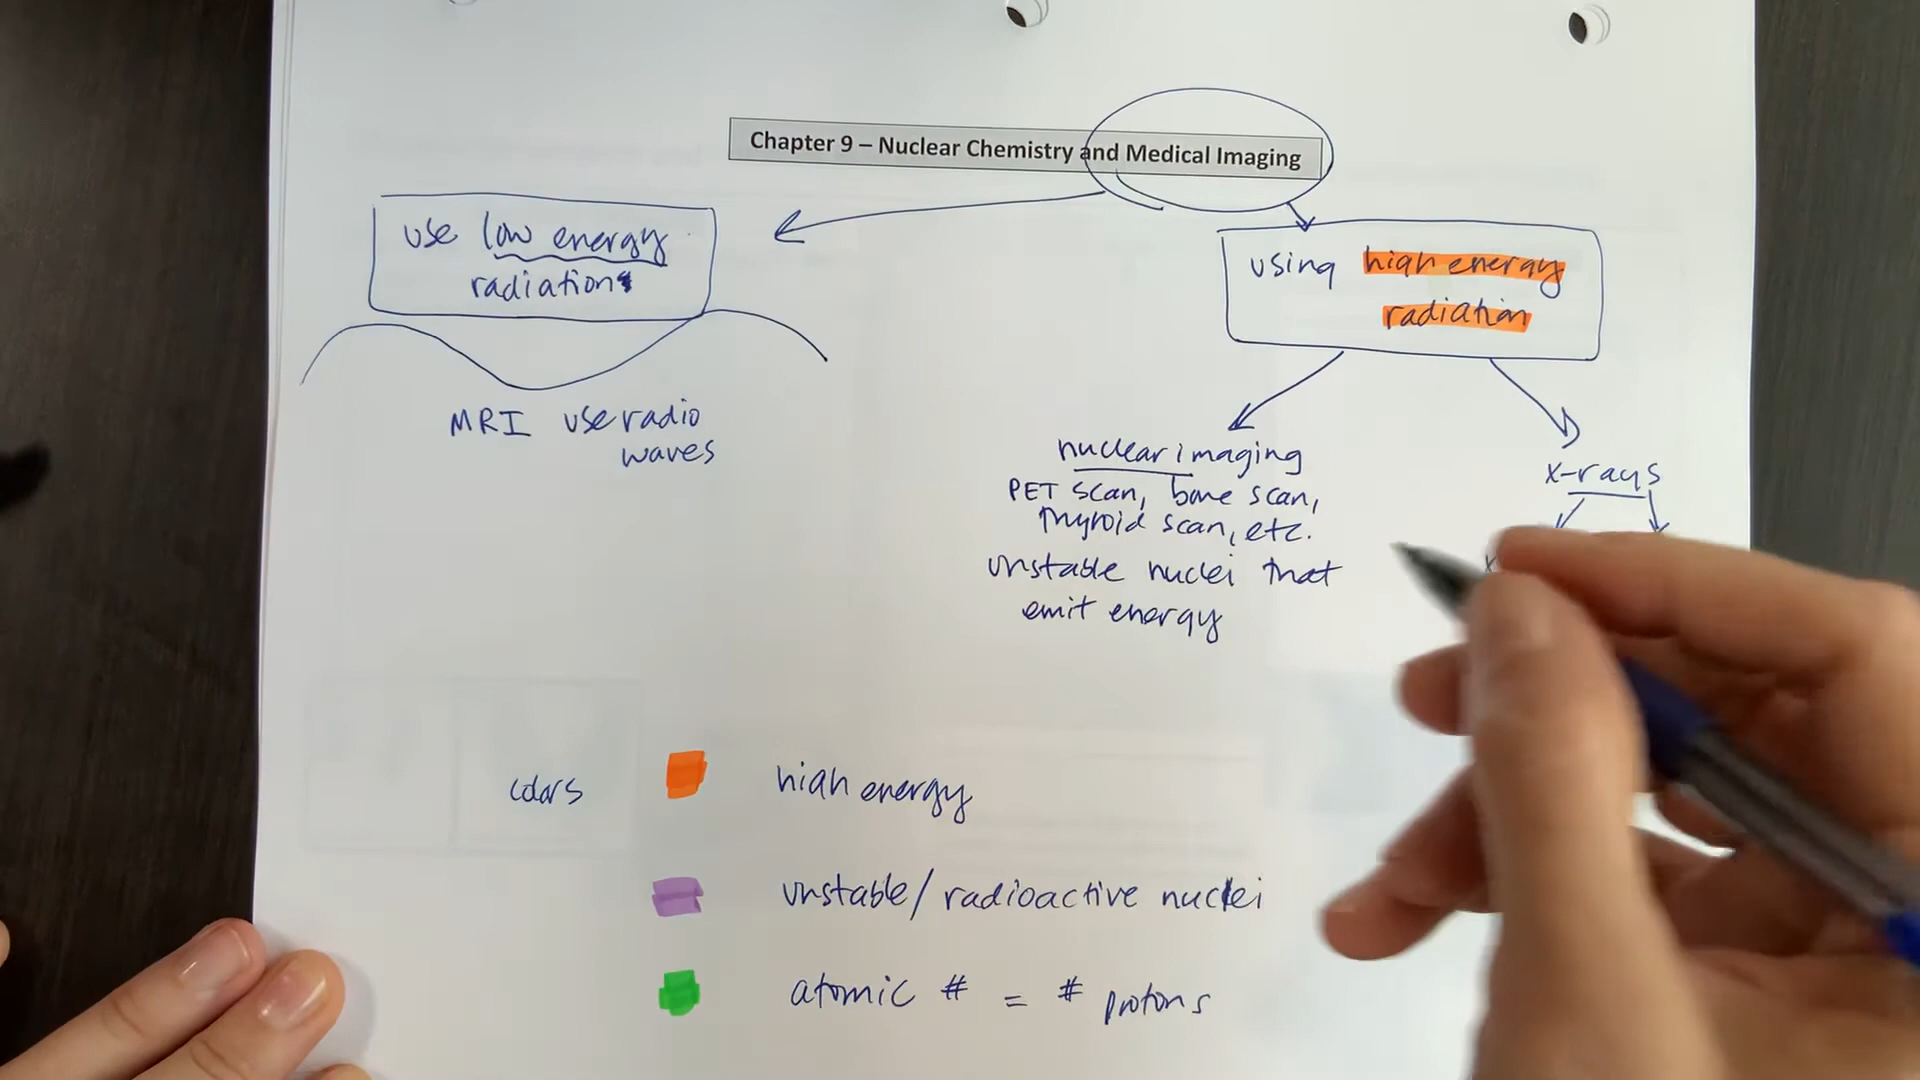 Chapter 9 – Nuclear Chemistry and Medical Imaging
use low energy
radiation
MRI use radio
waves
using high energy
radiation
nuclear imaging
PET scan, bone scan,
thyroid scan, etc.
unstable nuclei that
emit energy
x-rays
colors
high energy
unstable/radioactive nuclei
atomic # = # protons